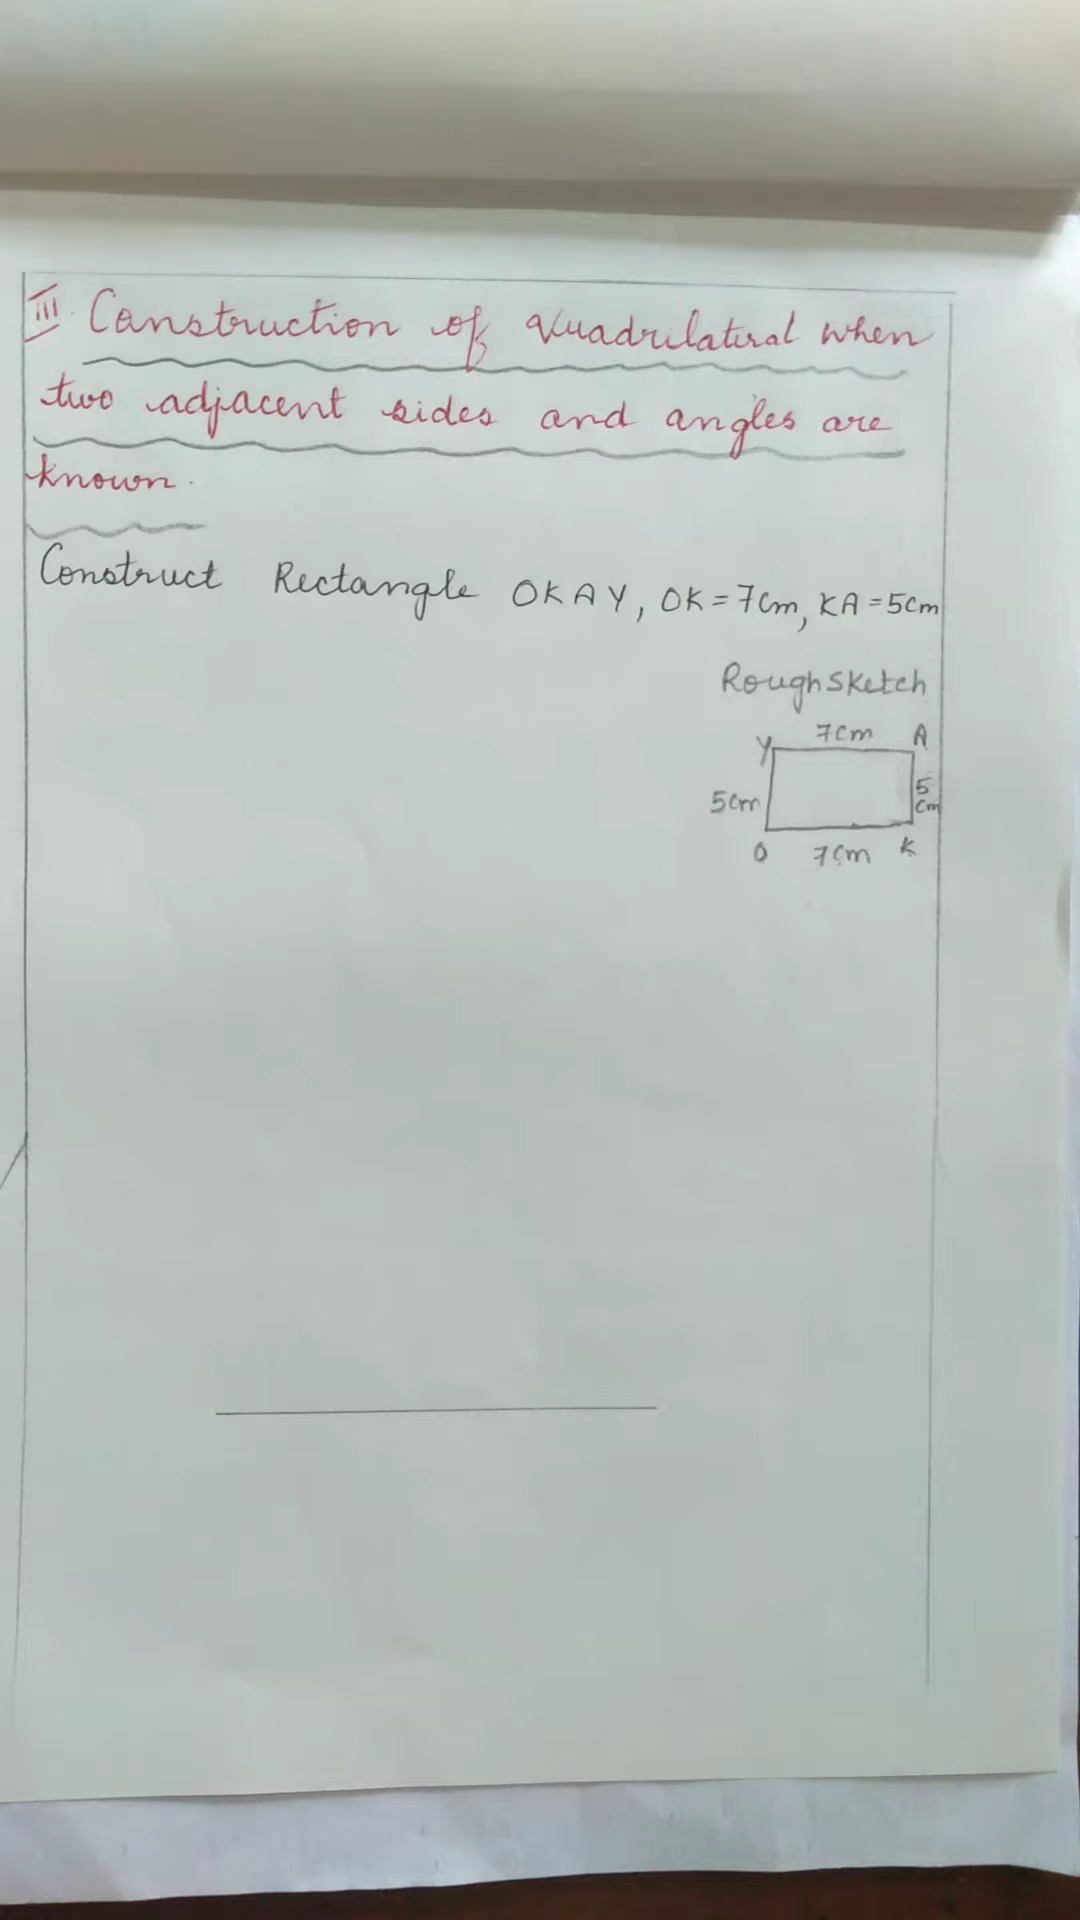 III. Construction of Quadrilateral when
two adjacent sides and angles are
known.
Construct Rectangle OKAY, OK=7cm, KA=5cm
Rough Sketch
7cm
Y A
5cm
5
cm
O 7cm K